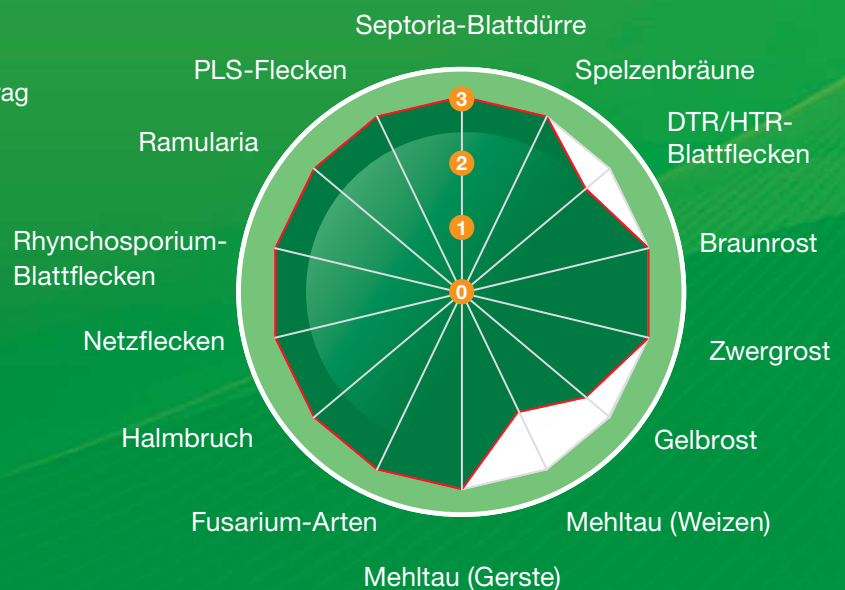 Septoria-Blattdürre
PLS-Flecken
Spelzenbräune
rag
Ramularia
DTR/HTR-
Blattflecken
3
2
1
0
Rhynchosporium-
Blattflecken
Braunrost
Netzflecken
Zwergrost
Halmbruch
Gelbrost
Fusarium-Arten
Mehltau (Weizen)
Mehltau (Gerste)